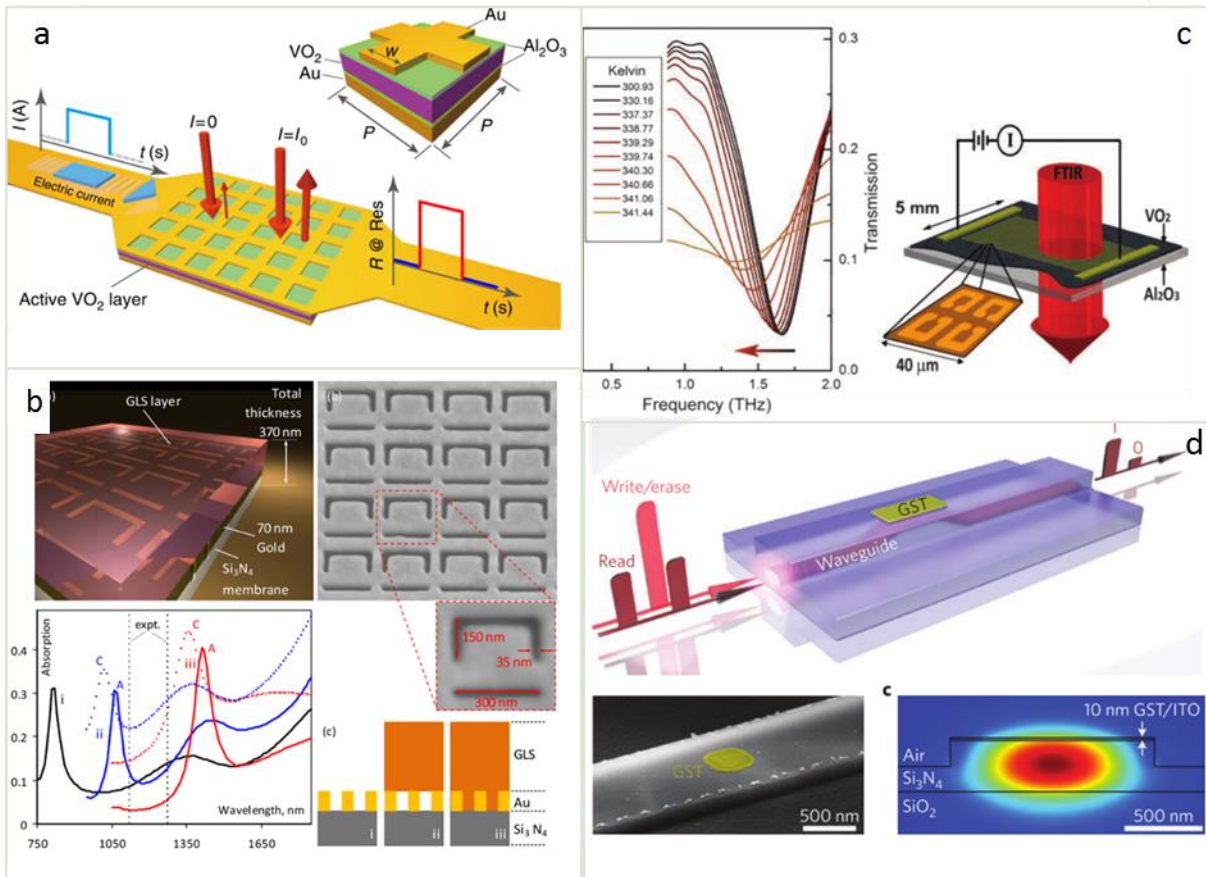 a
Au
VO2
Au
Al2O3
w
P
P
I (A)
t (s)
Electric current
I=0
I=I0
R @ Res
t (s)
Active VO2 layer
c
Kelvin
300.93
330.16
337.37
338.77
339.29
339.74
340.30
340.66
341.06
341.44
0.3
0.2
0.1
0.0
Transmission
0.5
1.0
1.5
2.0
Frequency (THz)
I
FTIR
5 mm
VO2
Al2O3
40 μm
b
GLS layer
Total
thickness
370 nm
70 nm
Gold
Si3N4
membrane
(b)
150 nm
35 nm
300 nm
Absorption
expt.
0.4
0.3
0.2
0.1
0
i
C
A
ii
C
iii
A
Wavelength, nm
750
1050
1350
1650
(c)
GLS
Au
Si3 N4
i
ii
iii
d
Write/erase
Read
GST
Waveguide
I
0
GST
500 nm
c
10 nm GST/ITO
Air
Si3N4
SiO2
500 nm